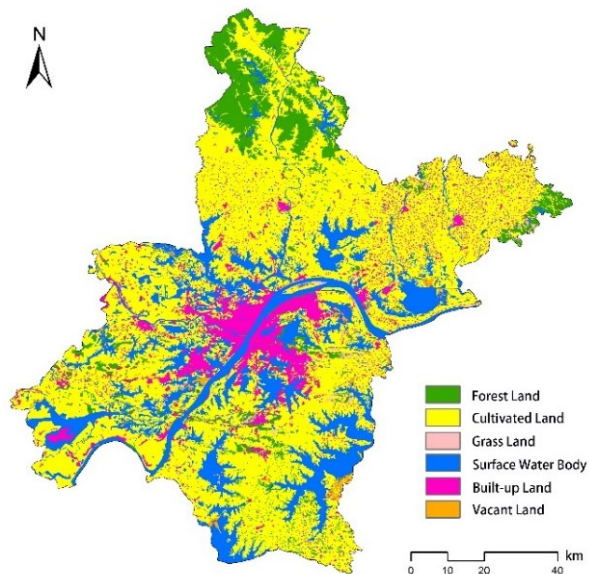 N
Forest Land
Cultivated Land
Grass Land
Surface Water Body
Built-up Land
Vacant Land
km
0 10 20 40